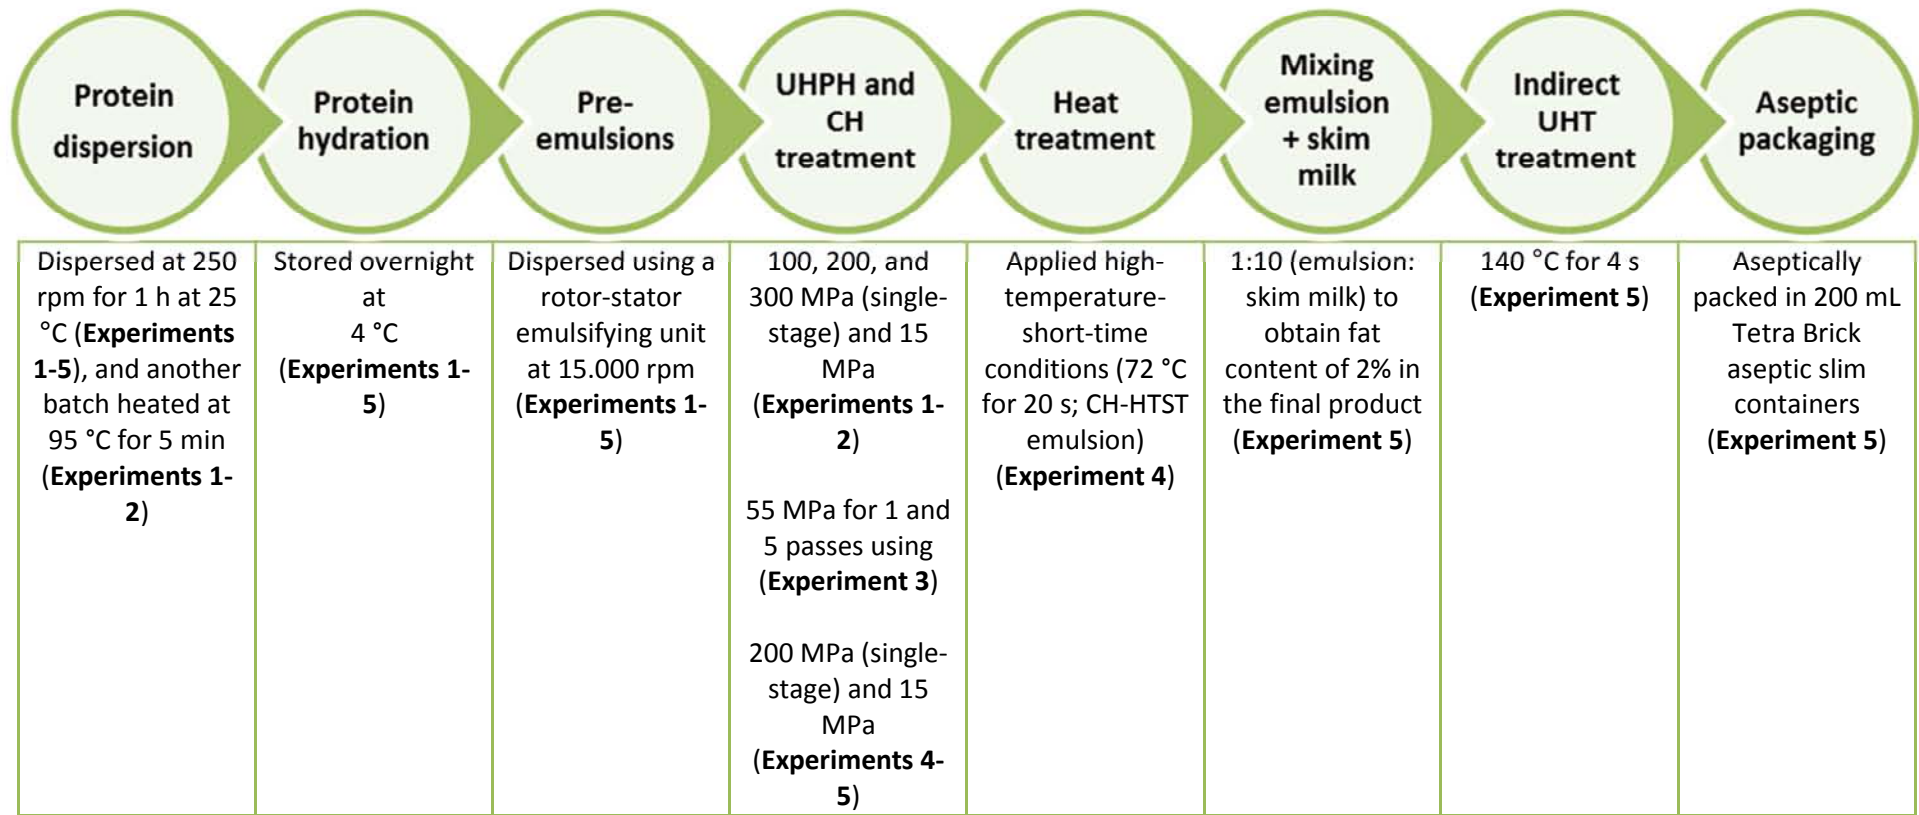 Protein
dispersion
Protein
hydration
Pre-
emulsions
UHPH and
CH
treatment
Heat
treatment
Mixing
emulsion
+ skim
milk
Indirect
UHT
treatment
Aseptic
packaging
Dispersed at 250
rpm for 1 h at 25
°C (Experiments
1-5), and another
batch heated at
95 °C for 5 min
(Experiments 1-
2)
Stored overnight
at
4 °C
(Experiments 1-
5)
Dispersed using a
rotor-stator
emulsifying unit
at 15.000 rpm
(Experiments 1-
5)
100, 200, and
300 MPa (single-
stage) and 15
MPa
(Experiments 1-
2)
55 MPa for 1 and
5 passes using
(Experiment 3)
200 MPa (single-
stage) and 15
MPa
(Experiments 4-
5)
Applied high-
temperature-
short-time
conditions (72 °C
for 20 s; CH-HTST
emulsion)
(Experiment 4)
1:10 (emulsion:
skim milk) to
obtain fat
content of 2% in
the final product
(Experiment 5)
140 °C for 4 s
(Experiment 5)
Aseptically
packed in 200 mL
Tetra Brick
aseptic slim
containers
(Experiment 5)